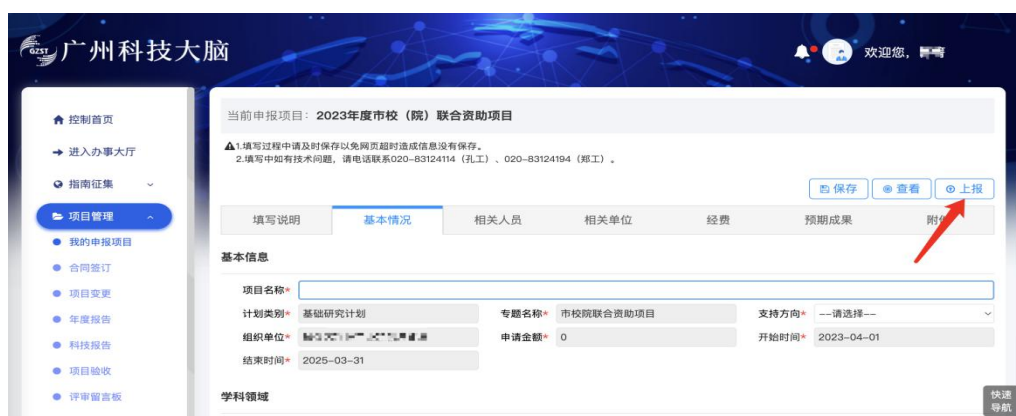 GZST 广州科技大脑
欢迎您,
控制首页
进入办事大厅
指南征集
项目管理
我的申报项目
合同签订
项目变更
年度报告
科技报告
项目验收
评审留言板
当前申报项目：2023年度市校（院）联合资助项目
1.填写过程中请及时保存以免网页超时造成信息没有保存。
2.填写中如有技术问题，请电话联系020-83124114（孔工）、020-83124194（郑工）。
保存 查看 上报
填写说明 基本情况 相关人员 相关单位 经费 预期成果 附件
基本信息
项目名称*
计划类别* 基础研究计划 专题名称* 市校院联合资助项目 支持方向* --请选择--
组织单位* 申请金额* 0 开始时间* 2023-04-01
结束时间* 2025-03-31
学科领域
快速
导航